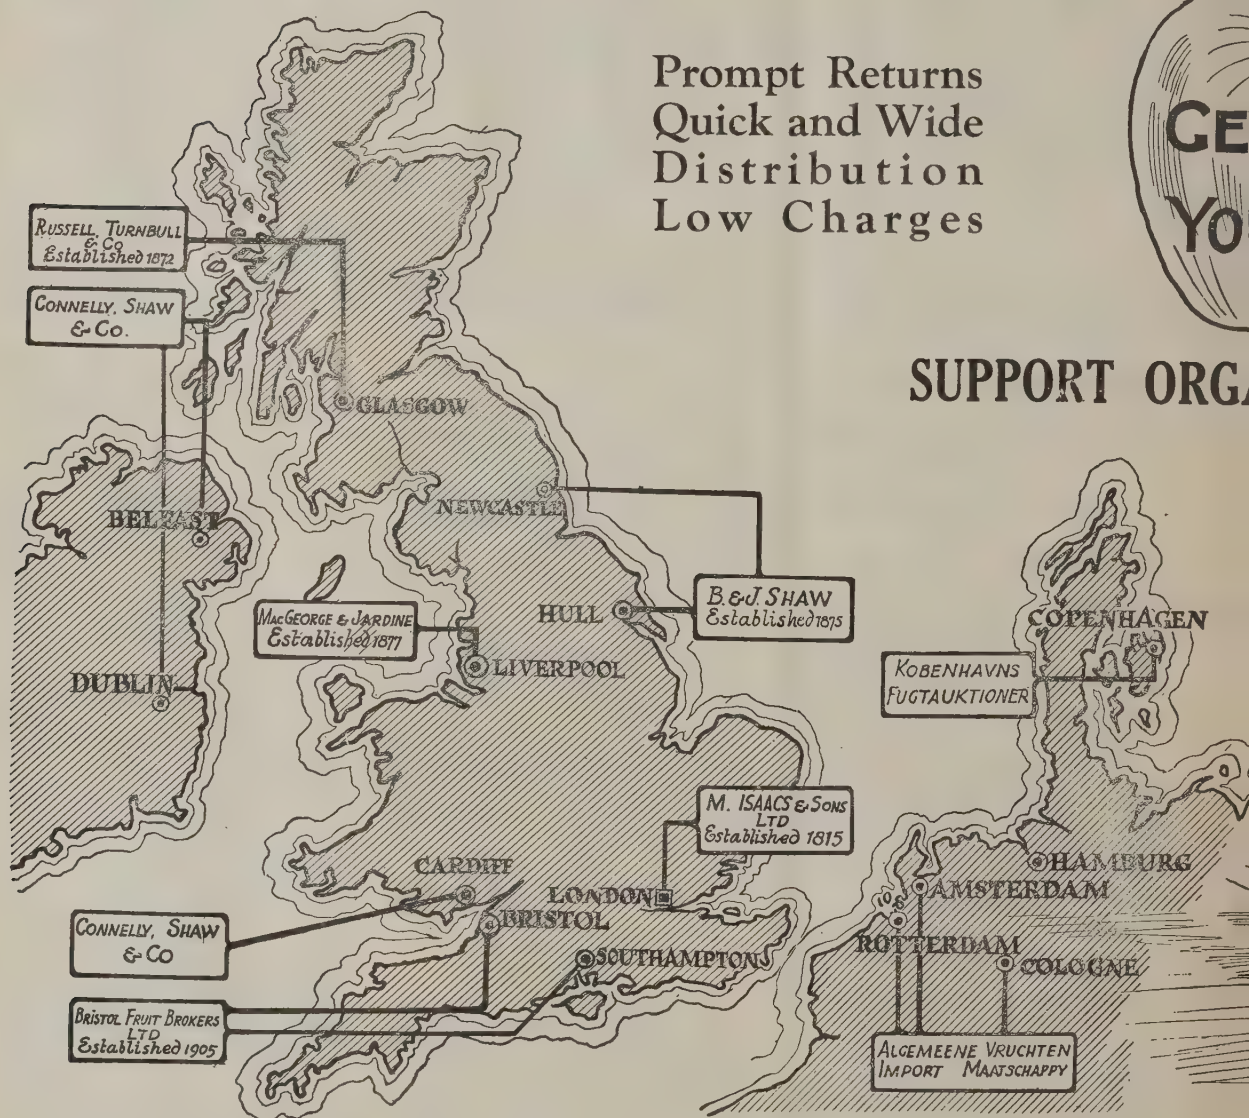 Prompt Returns
Quick and Wide
Distribution
Low Charges
GE
YO
SUPPORT ORGA
RUSSELL, TURNBULL
& Co
Established 1872
CONNELLY, SHAW
& Co.
GLASGOW
NEWCASTLE
BELFAST
MACGEORGE & JARDINE
Established 1877
HULL
B. & J. SHAW
Established 1875
COPENHAGEN
LIVERPOOL
DUBLIN
KOBENHAVNS
FUGTAUKTIONER
M. ISAACS & SONS
LTD
Established 1815
CARDIFF
LONDON
HAMBURG
AMSTERDAM
CONNELLY, SHAW
& Co
BRISTOL
ROTTERDAM
SOUTHAMPTON
COLOGNE
BRISTOL FRUIT BROKERS
LTD
Established 1905
ALGEMEENE VRUCHTEN
IMPORT MAATSCHAPPY